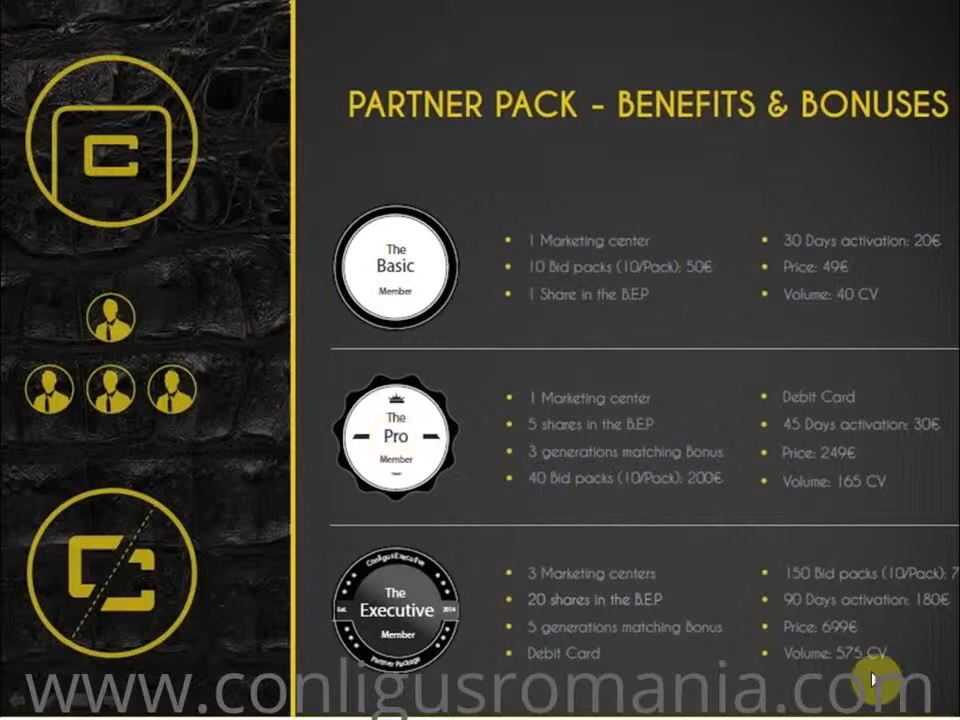 PARTNER PACK - BENEFITS & BONUSES
The
Basic
Member
1 Marketing center
10 Bid packs (10/Pack): 50€
1 Share in the B.E.P
30 Days activation: 20€
Price: 49€
Volume: 40 CV
The
Pro
Member
1 Marketing center
5 shares in the B.E.P
3 generations matching Bonus
40 Bid packs (10/Pack): 200€
Debit Card
45 Days activation: 30€
Price: 249€
Volume: 165 CV
Conligus Executive
The
Executive
Member
Est. 2014
Partner Package
3 Marketing centers
20 shares in the B.E.P
5 generations matching Bonus
Debit Card
150 Bid packs (10/Pack): 7
90 Days activation: 180€
Price: 699€
Volume: 575 CV
www.conligusromania.com